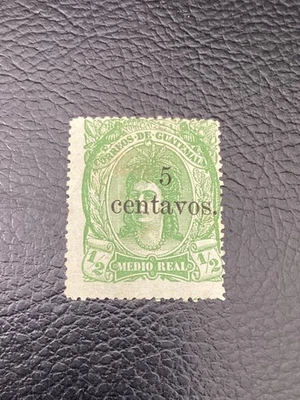 CORREOS-DE-GUATEMALA
5
centavos.
1/2 MEDIO REAL 1/2